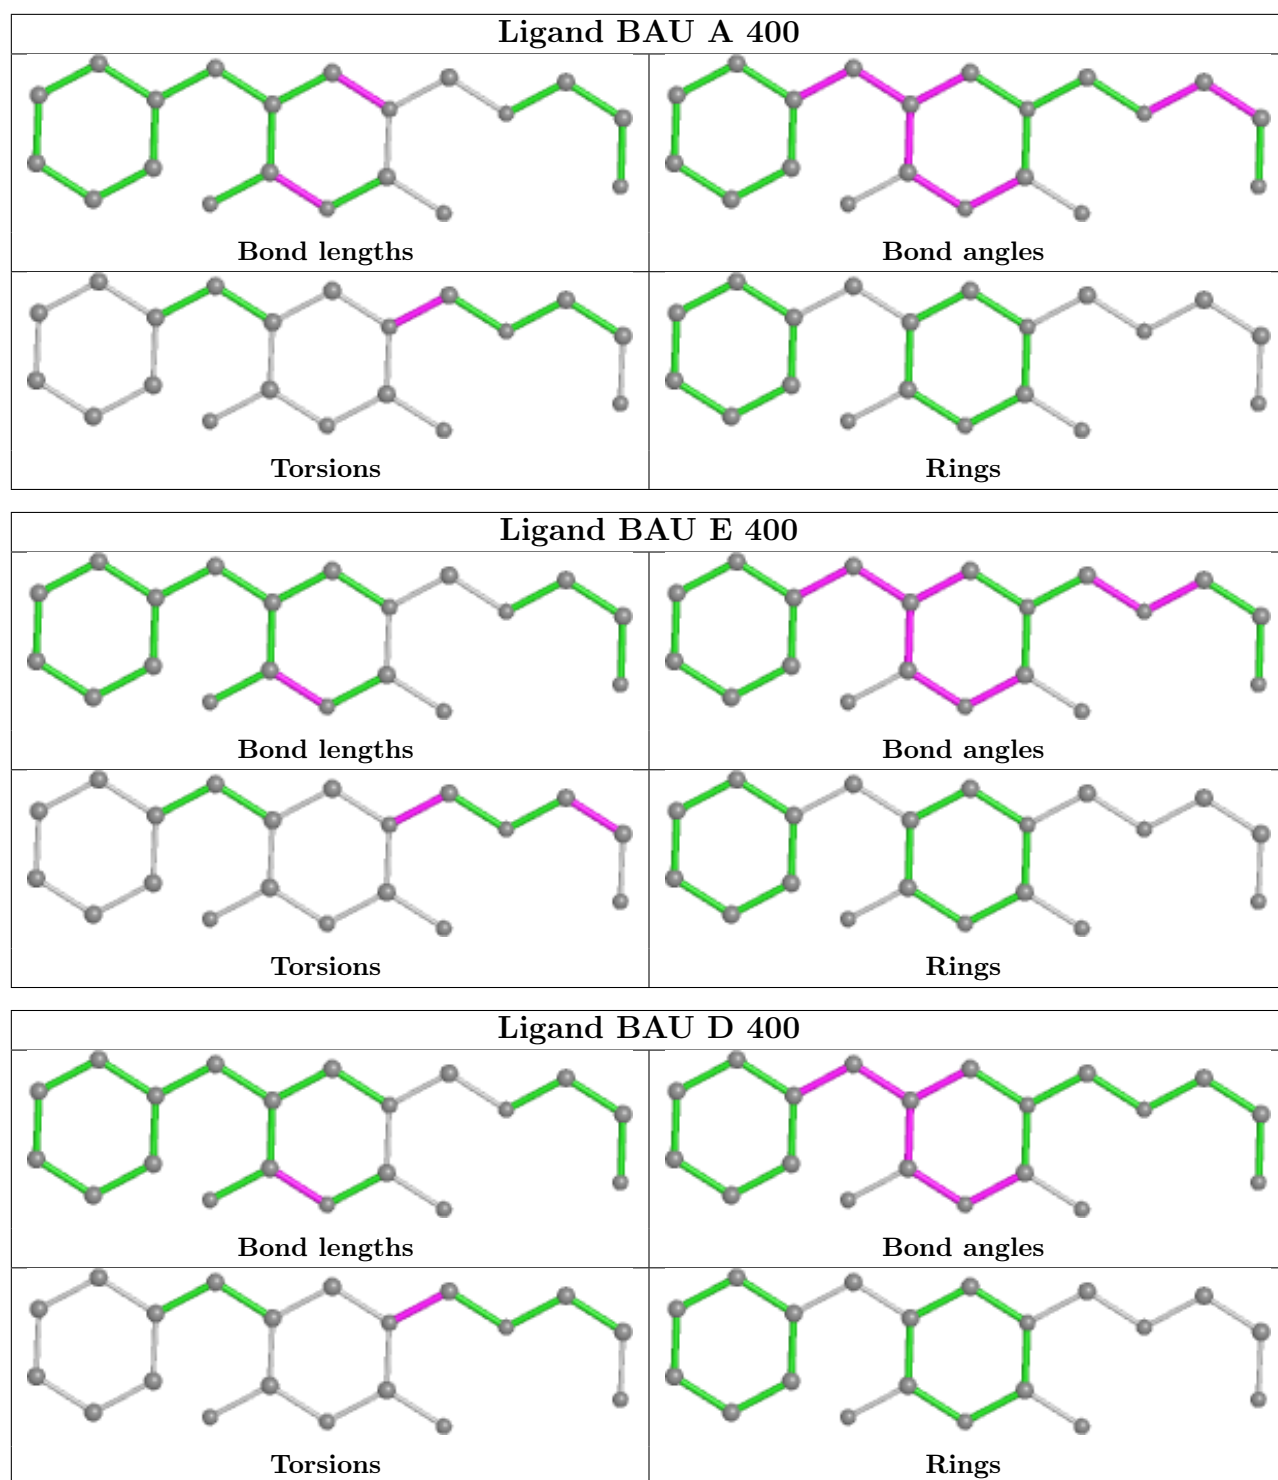 Ligand BAU A 400
Bond lengths
Bond angles
Torsions
Rings
Ligand BAU E 400
Bond lengths
Bond angles
Torsions
Rings
Ligand BAU D 400
Bond lengths
Bond angles
Torsions
Rings